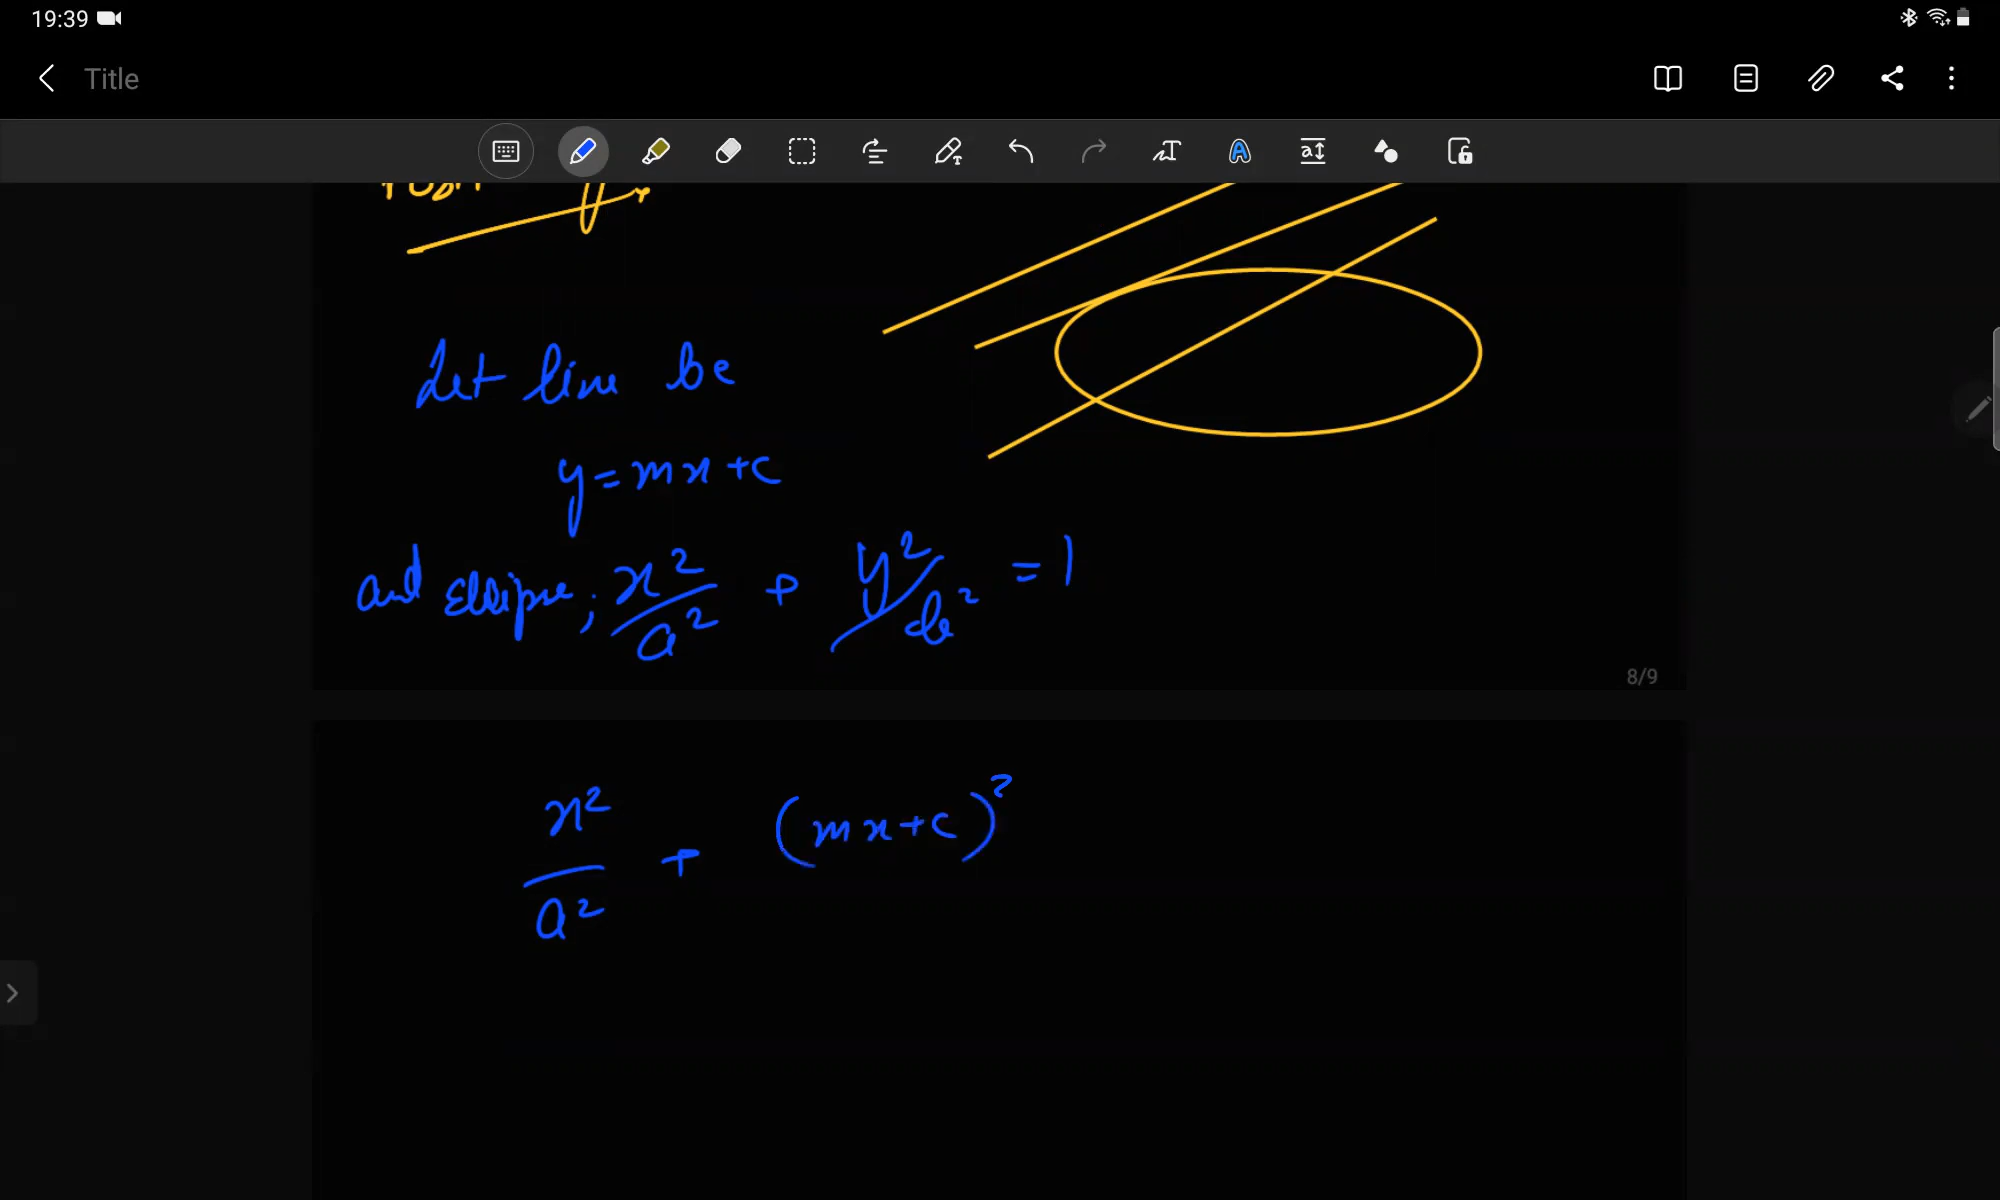 19:39
Title
Let line be
y = mx + c
and Ellipse; x²/a² + y²/b² = 1
8/9
x²/a² + (mx+c)²